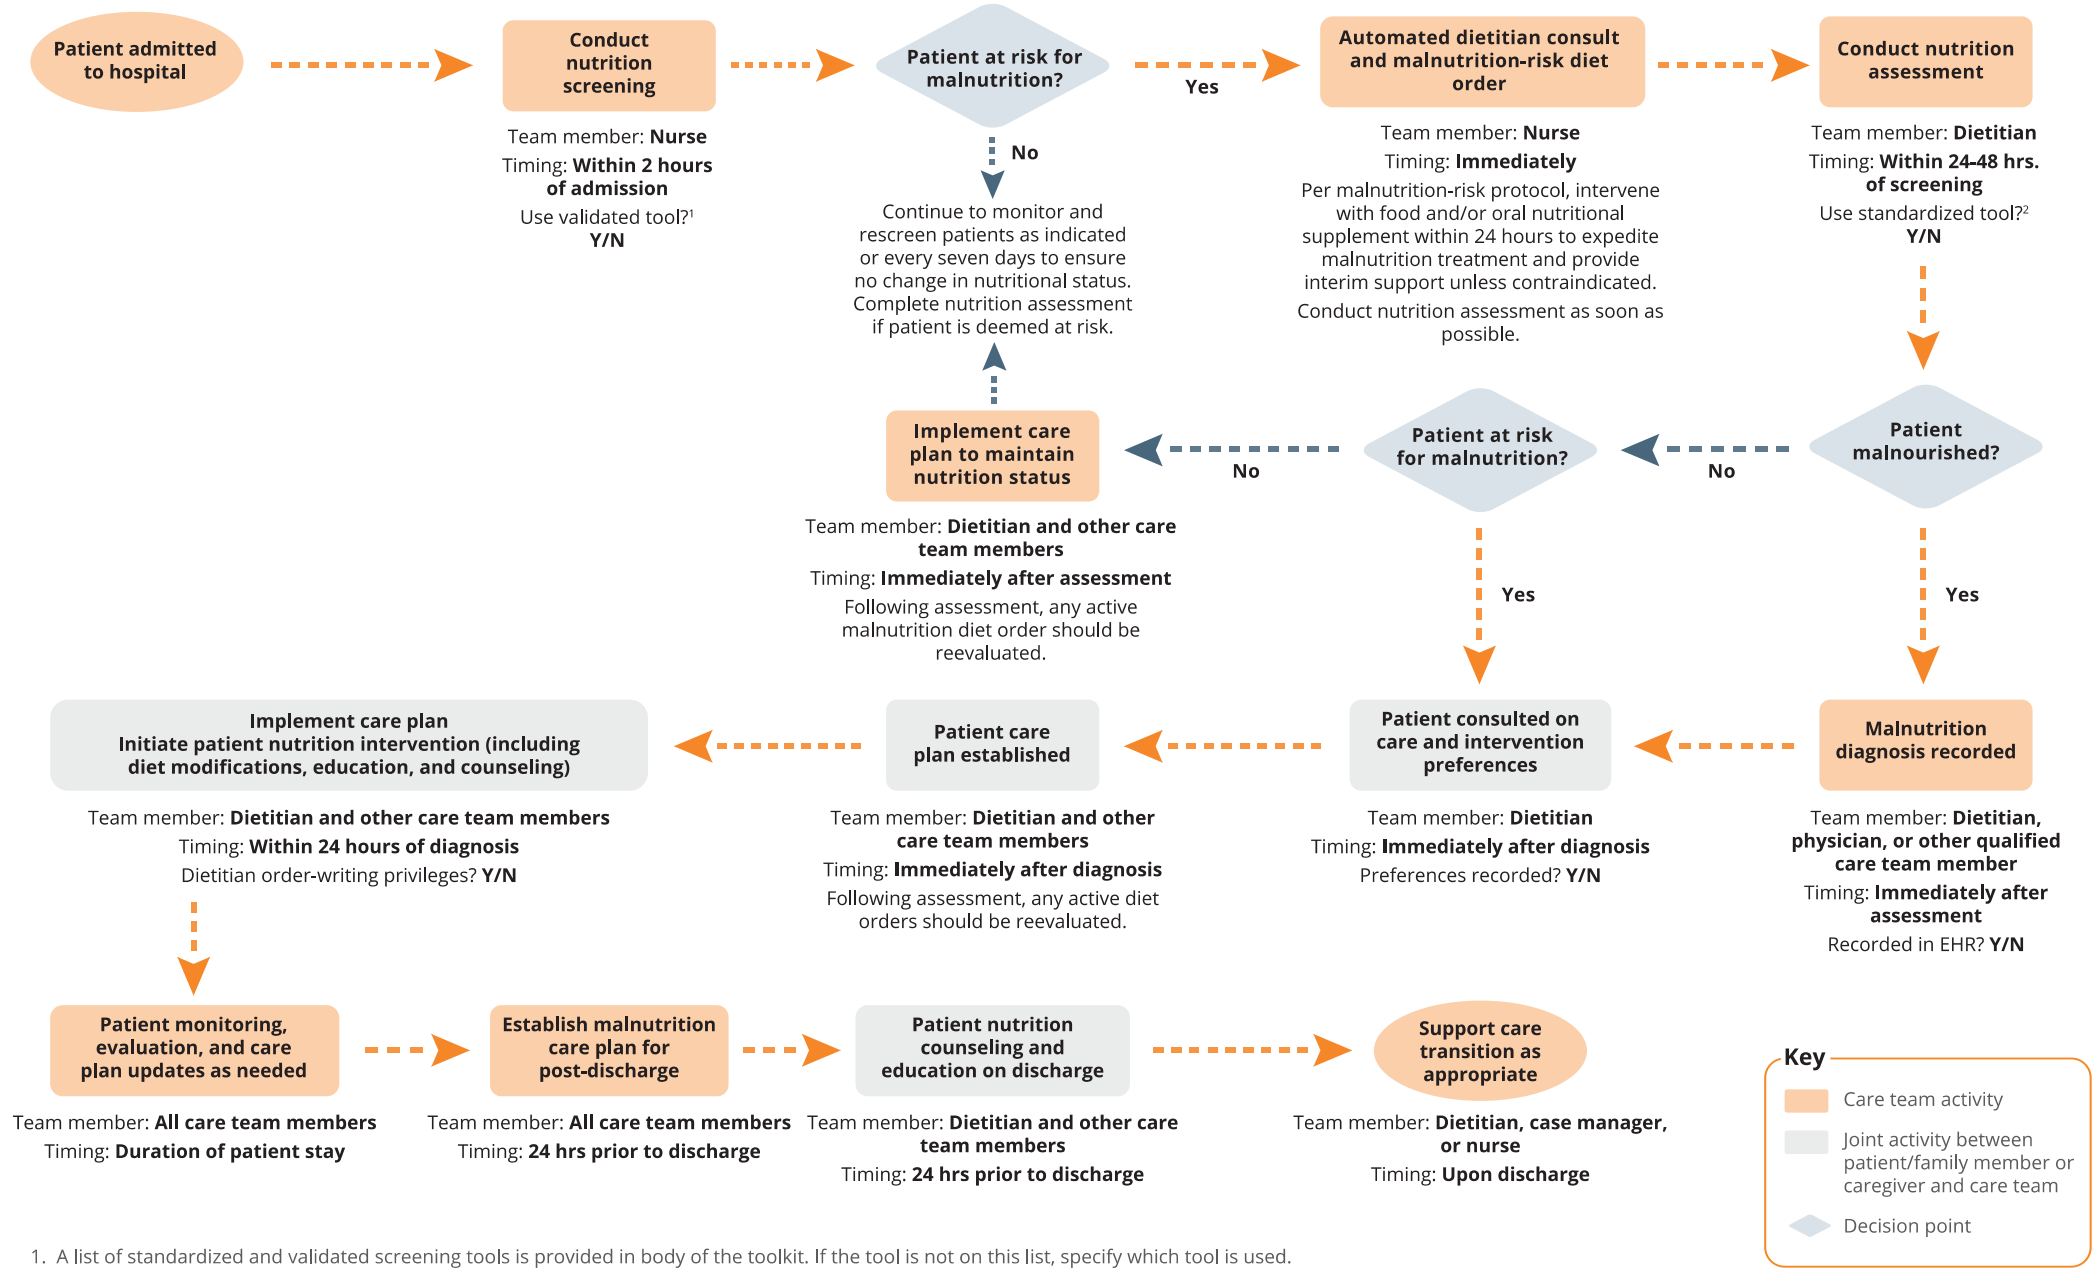 Patient admitted
to hospital
Conduct
nutrition
screening
Team member: Nurse
Timing: Within 2 hours
of admission
Use validated tool?¹
Y/N
Patient at risk for
malnutrition?
Yes
No
Continue to monitor and
rescreen patients as indicated
or every seven days to ensure
no change in nutritional status.
Complete nutrition assessment
if patient is deemed at risk.
Automated dietitian consult
and malnutrition-risk diet
order
Team member: Nurse
Timing: Immediately
Per malnutrition-risk protocol, intervene
with food and/or oral nutritional
supplement within 24 hours to expedite
malnutrition treatment and provide
interim support unless contraindicated.
Conduct nutrition assessment as soon as
possible.
Conduct nutrition
assessment
Team member: Dietitian
Timing: Within 24-48 hrs.
of screening
Use standardized tool?²
Y/N
Patient
malnourished?
No
Yes
Patient at risk
for malnutrition?
No
Yes
Implement care
plan to maintain
nutrition status
Team member: Dietitian and other care
team members
Timing: Immediately after assessment
Following assessment, any active
malnutrition diet order should be
reevaluated.
Malnutrition
diagnosis recorded
Team member: Dietitian,
physician, or other qualified
care team member
Timing: Immediately after
assessment
Recorded in EHR? Y/N
Patient consulted on
care and intervention
preferences
Team member: Dietitian
Timing: Immediately after diagnosis
Preferences recorded? Y/N
Patient care
plan established
Team member: Dietitian and other
care team members
Timing: Immediately after diagnosis
Following assessment, any active diet
orders should be reevaluated.
Implement care plan
Initiate patient nutrition intervention (including
diet modifications, education, and counseling)
Team member: Dietitian and other care team members
Timing: Within 24 hours of diagnosis
Dietitian order-writing privileges? Y/N
Patient monitoring,
evaluation, and care
plan updates as needed
Team member: All care team members
Timing: Duration of patient stay
Establish malnutrition
care plan for
post-discharge
Team member: All care team members
Timing: 24 hrs prior to discharge
Patient nutrition
counseling and
education on discharge
Team member: Dietitian and other care
team members
Timing: 24 hrs prior to discharge
Support care
transition as
appropriate
Team member: Dietitian, case manager,
or nurse
Timing: Upon discharge
Key
Care team activity
Joint activity between
patient/family member or
caregiver and care team
Decision point
1. A list of standardized and validated screening tools is provided in body of the toolkit. If the tool is not on this list, specify which tool is used.